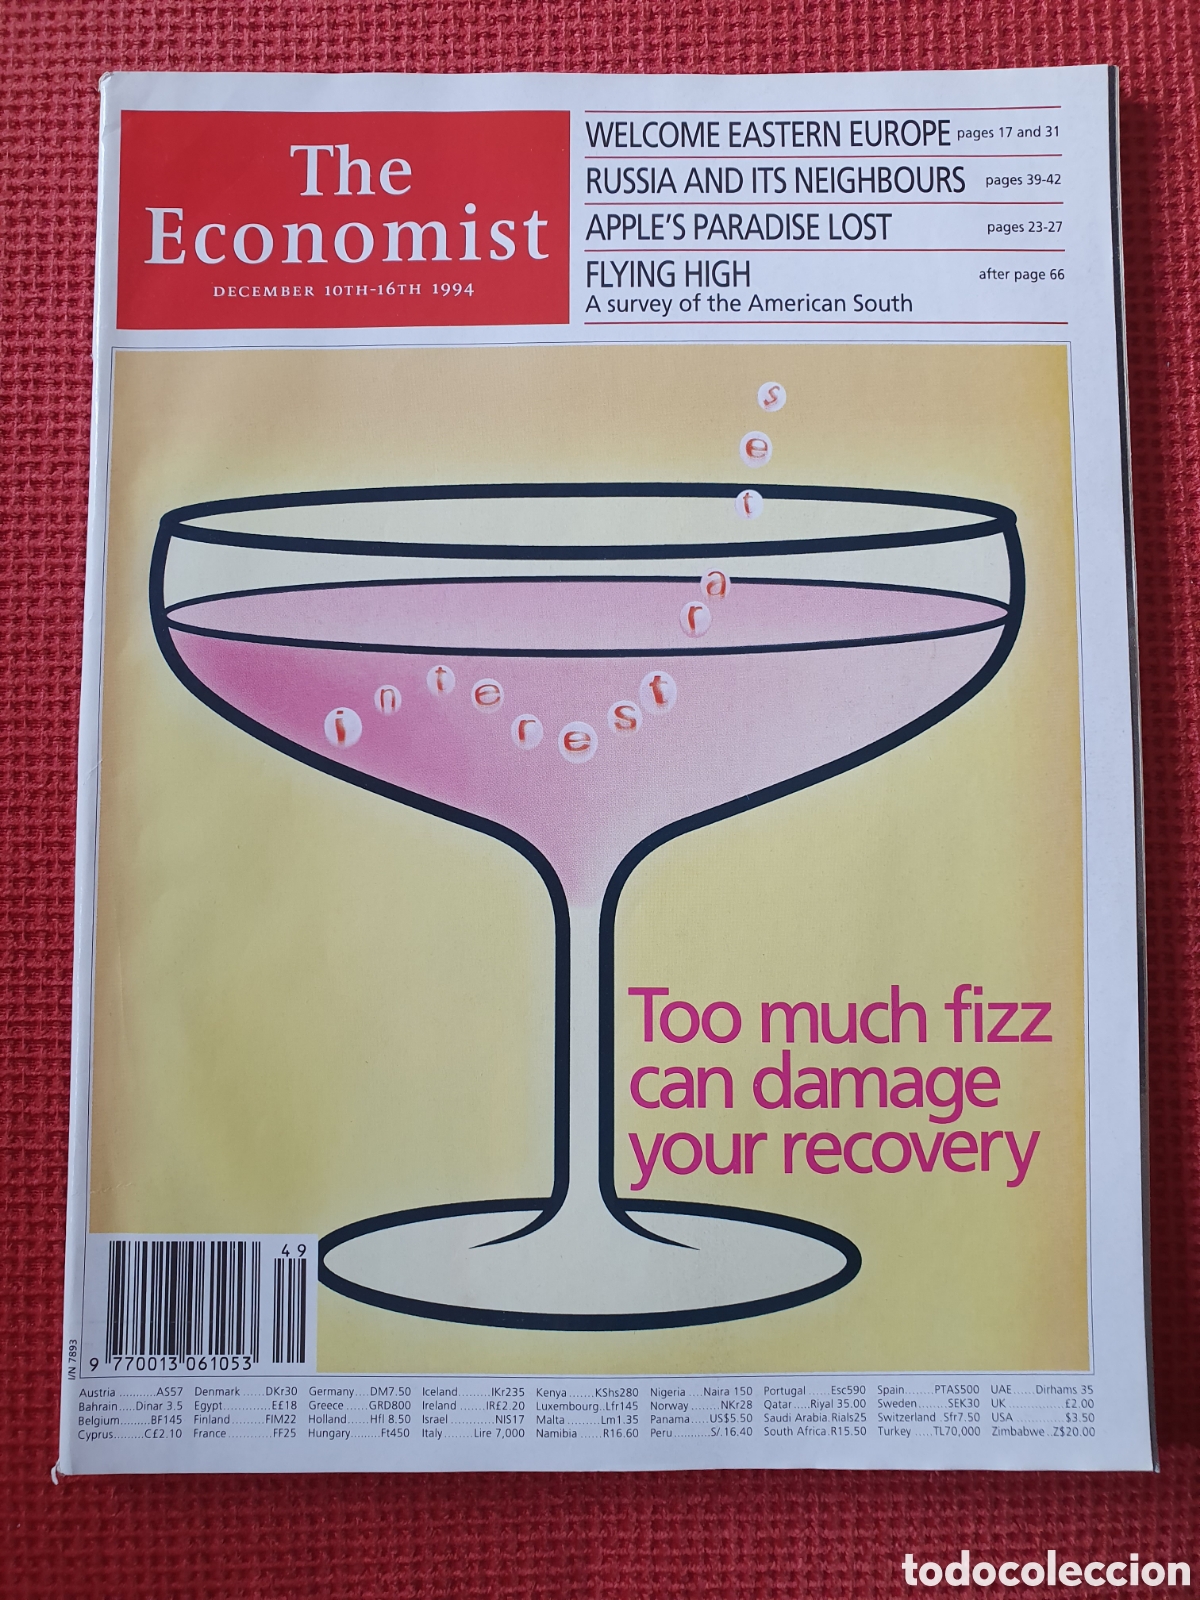 The
Economist
DECEMBER 10TH-16TH 1994
WELCOME EASTERN EUROPE pages 17 and 31
RUSSIA AND ITS NEIGHBOURS pages 39-42
APPLE'S PARADISE LOST pages 23-27
FLYING HIGH after page 66
A survey of the American South
interest rates
Too much fizz
can damage
your recovery
49
9 770013 061053
I/N 7893
Austria ..........AS57 Denmark ......DKr30 Germany....DM7.50 Iceland .........IKr235 Kenya.......KShs280 Nigeria ....Naira 150 Portugal .......Esc590 Spain........PTAS500 UAE......Dirhams 35
Bahrain....Dinar 3.5 Egypt.............E£18 Greece .......GRD800 Ireland ........IR£2.20 Luxembourg..Lfr145 Norway .........NKr28 Qatar.....Riyal 35.00 Sweden........SEK30 UK ................£2.00
Belgium........BF145 Finland .........FIM22 Holland......Hfl 8.50 Israel .............NIS17 Malta ..........Lm1.35 Panama.....US$5.50 Saudi Arabia.Rials25 Switzerland Sfr7.50 USA ..............$3.50
Cyprus........C£2.10 France ............FF25 Hungary........Ft450 Italy........Lire 7,000 Namibia ......R16.60 Peru..........S/.16.40 South Africa.R15.50 Turkey .....TL70,000 Zimbabwe..Z$20.00
todocoleccion